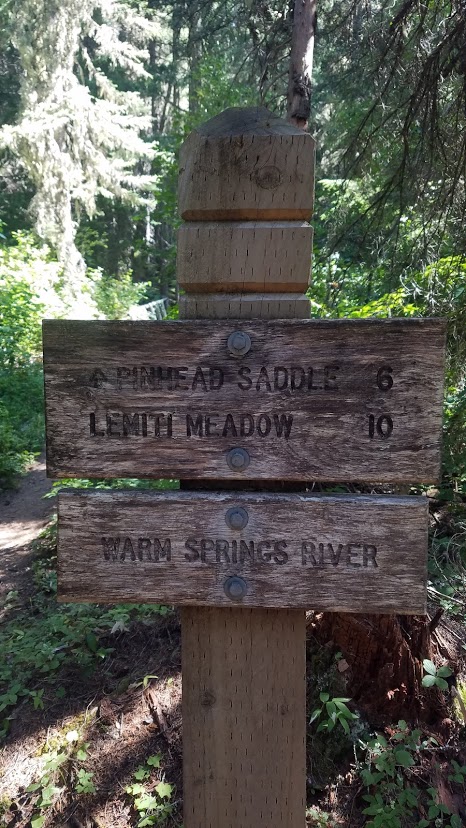 ↑ PINHEAD SADDLE 6
LEMITI MEADOW 10
WARM SPRINGS RIVER